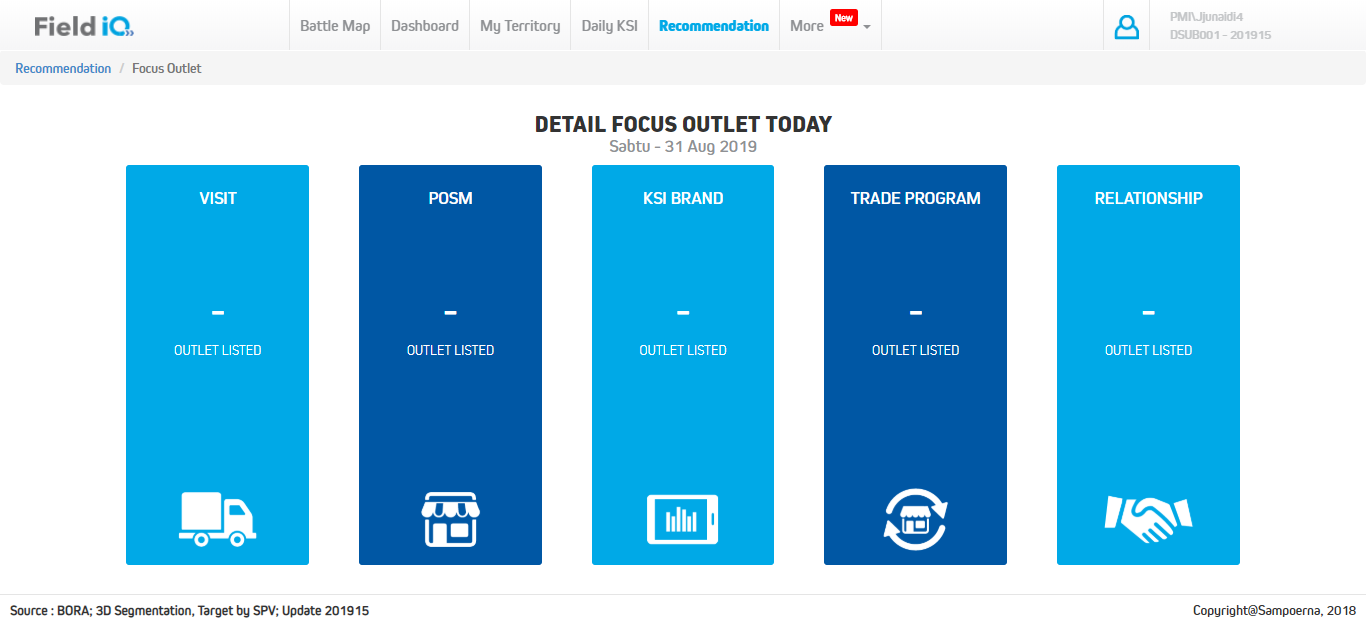 Field iQ
Battle Map
Dashboard
My Territory
Daily KSI
Recommendation
More
New
PMI\Jjunaidi4
DSUB001 - 201915
Recommendation / Focus Outlet
DETAIL FOCUS OUTLET TODAY
Sabtu - 31 Aug 2019
VISIT
-
OUTLET LISTED
POSM
-
OUTLET LISTED
KSI BRAND
-
OUTLET LISTED
TRADE PROGRAM
-
OUTLET LISTED
RELATIONSHIP
-
OUTLET LISTED
Source : BORA; 3D Segmentation, Target by SPV; Update 201915
Copyright@Sampoerna, 2018